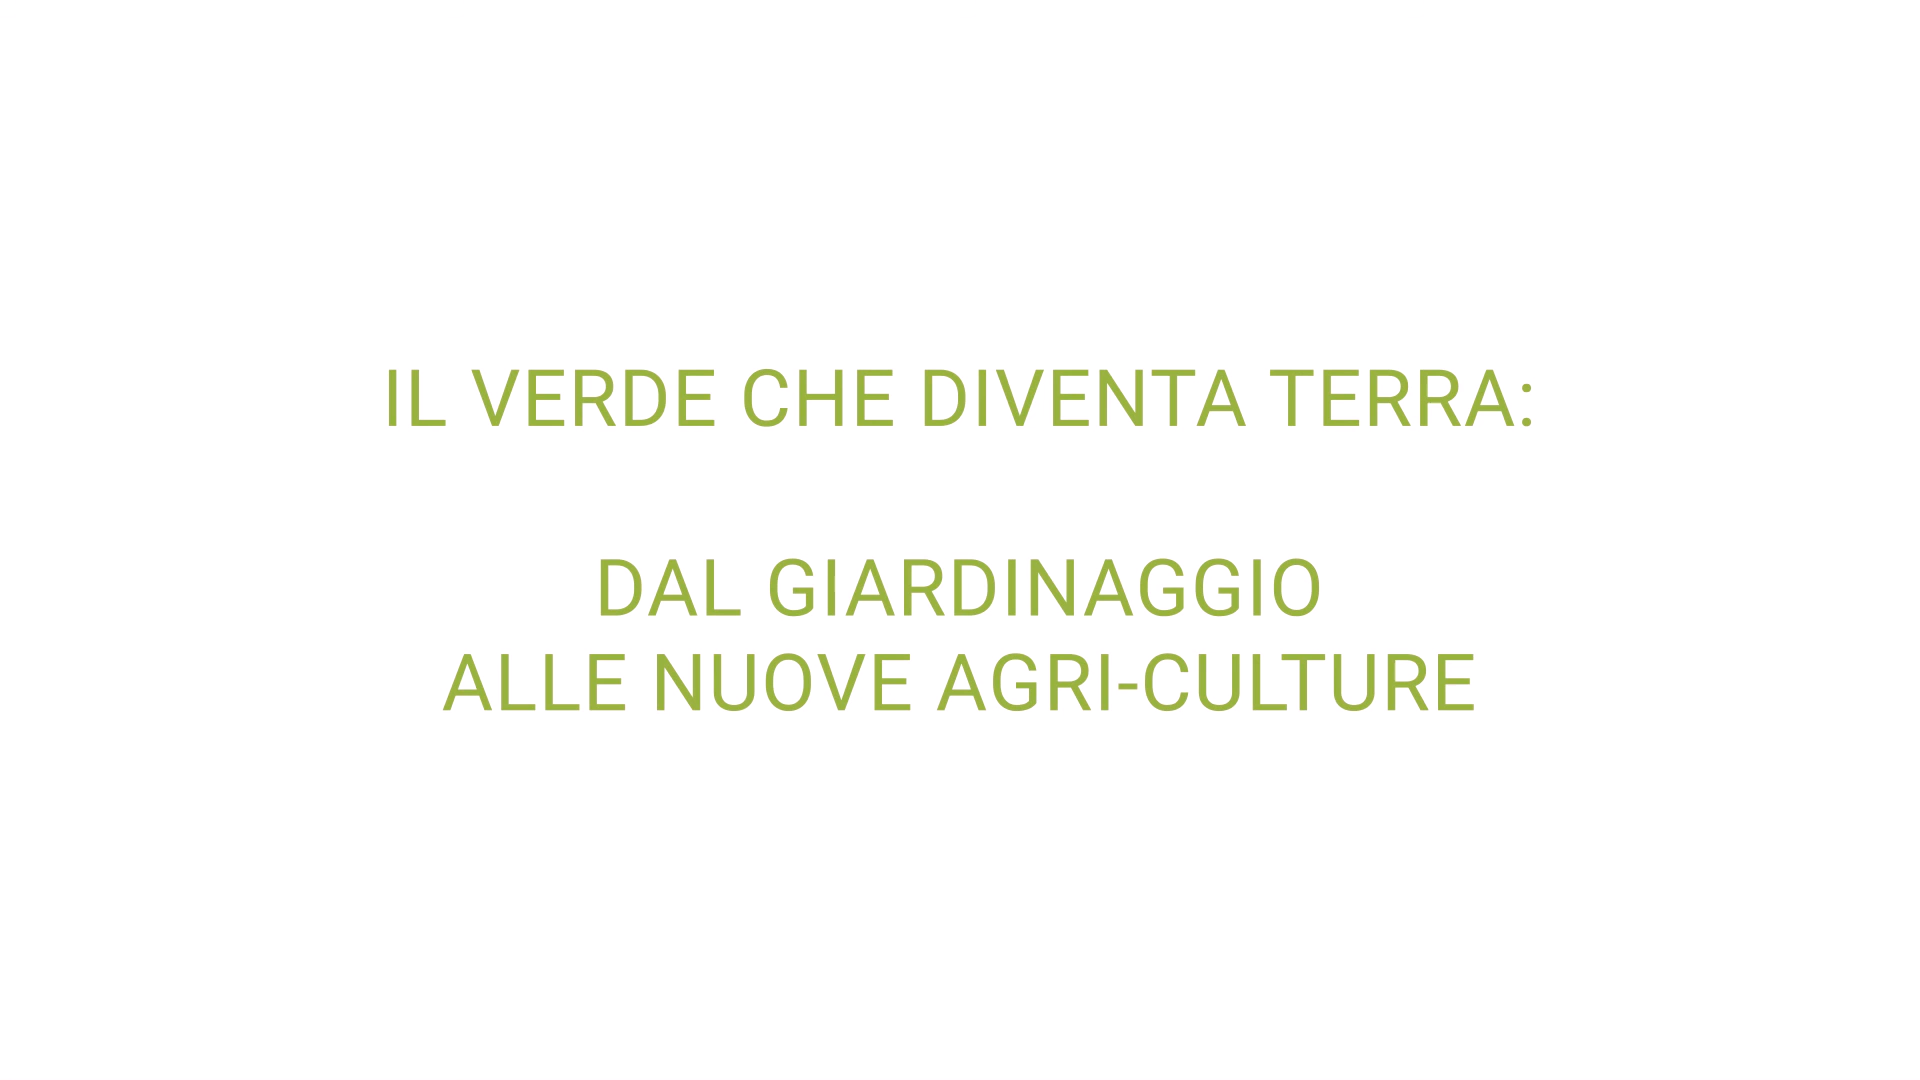 IL VERDE CHE DIVENTA TERRA:
DAL GIARDINAGGIO
ALLE NUOVE AGRI-CULTURE